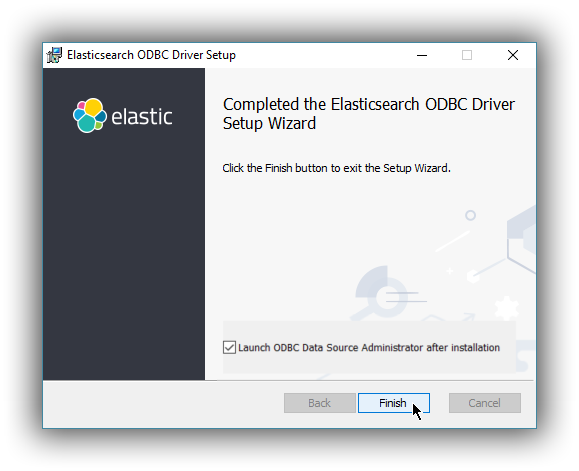 Elasticsearch ODBC Driver Setup
elastic
Completed the Elasticsearch ODBC Driver
Setup Wizard
Click the Finish button to exit the Setup Wizard.
Launch ODBC Data Source Administrator after installation
Back
Finish
Cancel